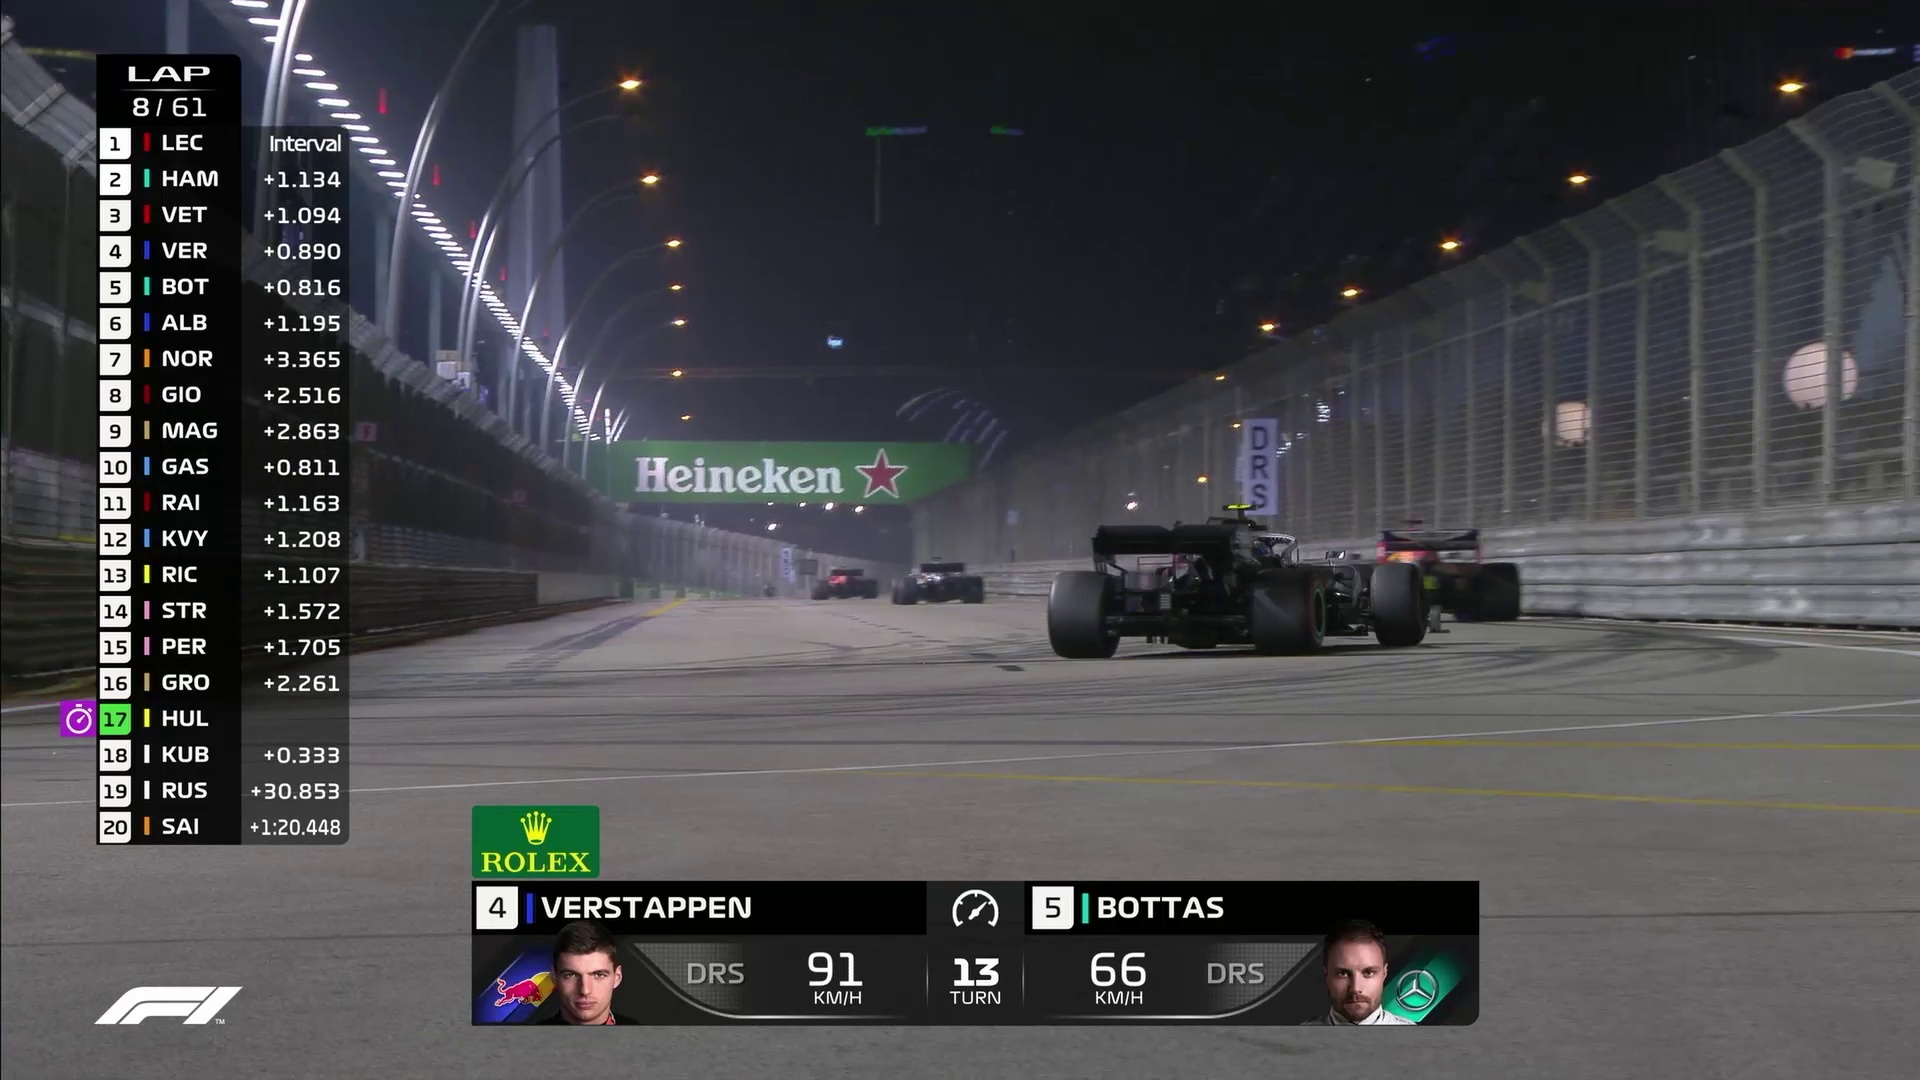 LAP
8 / 61
1 LEC Interval
2 HAM +1.134
3 VET +1.094
4 VER +0.890
5 BOT +0.816
6 ALB +1.195
7 NOR +3.365
8 GIO +2.516
9 MAG +2.863
10 GAS +0.811
11 RAI +1.163
12 KVY +1.208
13 RIC +1.107
14 STR +1.572
15 PER +1.705
16 GRO +2.261
17 HUL
18 KUB +0.333
19 RUS +30.853
20 SAI +1:20.448
Heineken
DRS
ROLEX
4 VERSTAPPEN 5 BOTTAS
DRS 91 KM/H 13 TURN 66 KM/H DRS
F1 ™